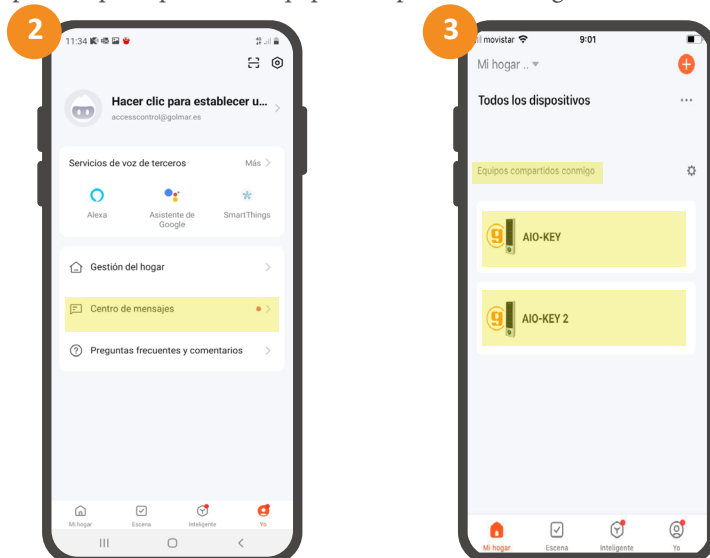 2
11:34
Hacer clic para establecer u...
accesscontrol@golmar.es
Servicios de voz de terceros
Más
Alexa
Asistente de
Google
SmartThings
Gestión del hogar
Centro de mensajes
Preguntas frecuentes y comentarios
Mi hogar
Escena
Inteligente
Yo
3
movistar
9:01
Mi hogar ..
Todos los dispositivos
Equipos compartidos conmigo
AIO-KEY
AIO-KEY 2
Mi hogar
Escena
Inteligente
Yo